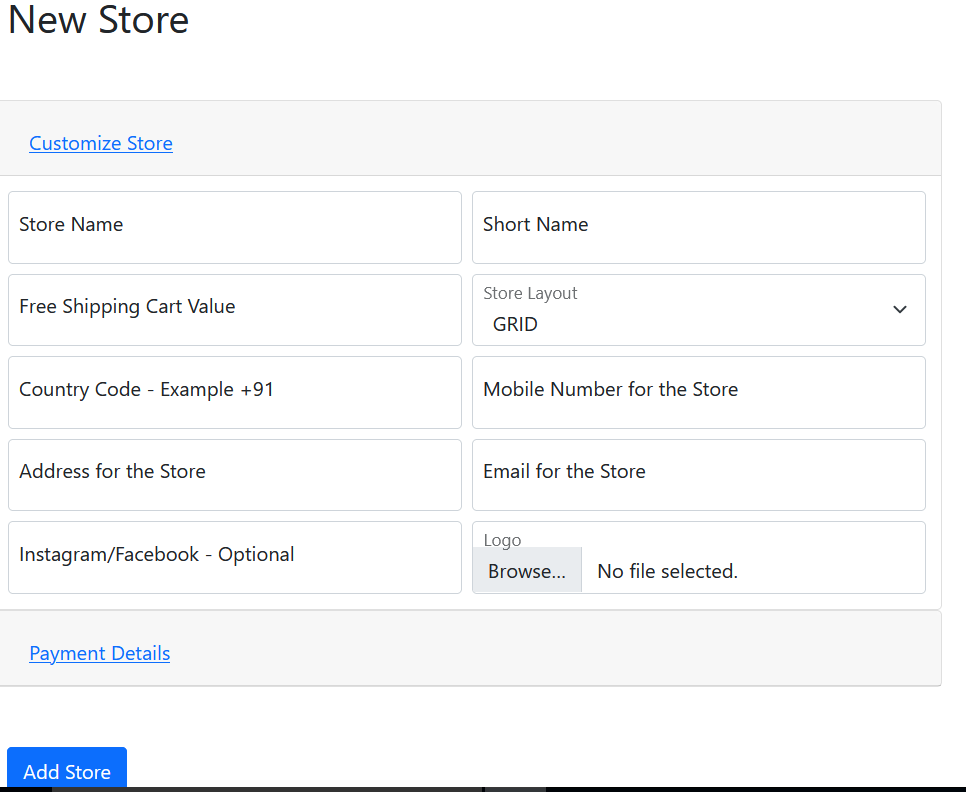 New Store
Customize Store
Store Name
Short Name
Free Shipping Cart Value
Store Layout
GRID
Country Code - Example +91
Mobile Number for the Store
Address for the Store
Email for the Store
Instagram/Facebook - Optional
Logo
Browse... No file selected.
Payment Details
Add Store